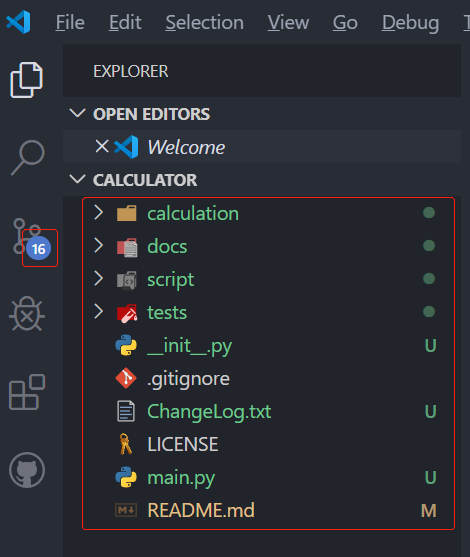 File Edit Selection View Go Debug
EXPLORER
OPEN EDITORS
Welcome
CALCULATOR
calculation
16
docs
script
tests
__init__.py U
.gitignore
ChangeLog.txt U
LICENSE
main.py U
README.md M